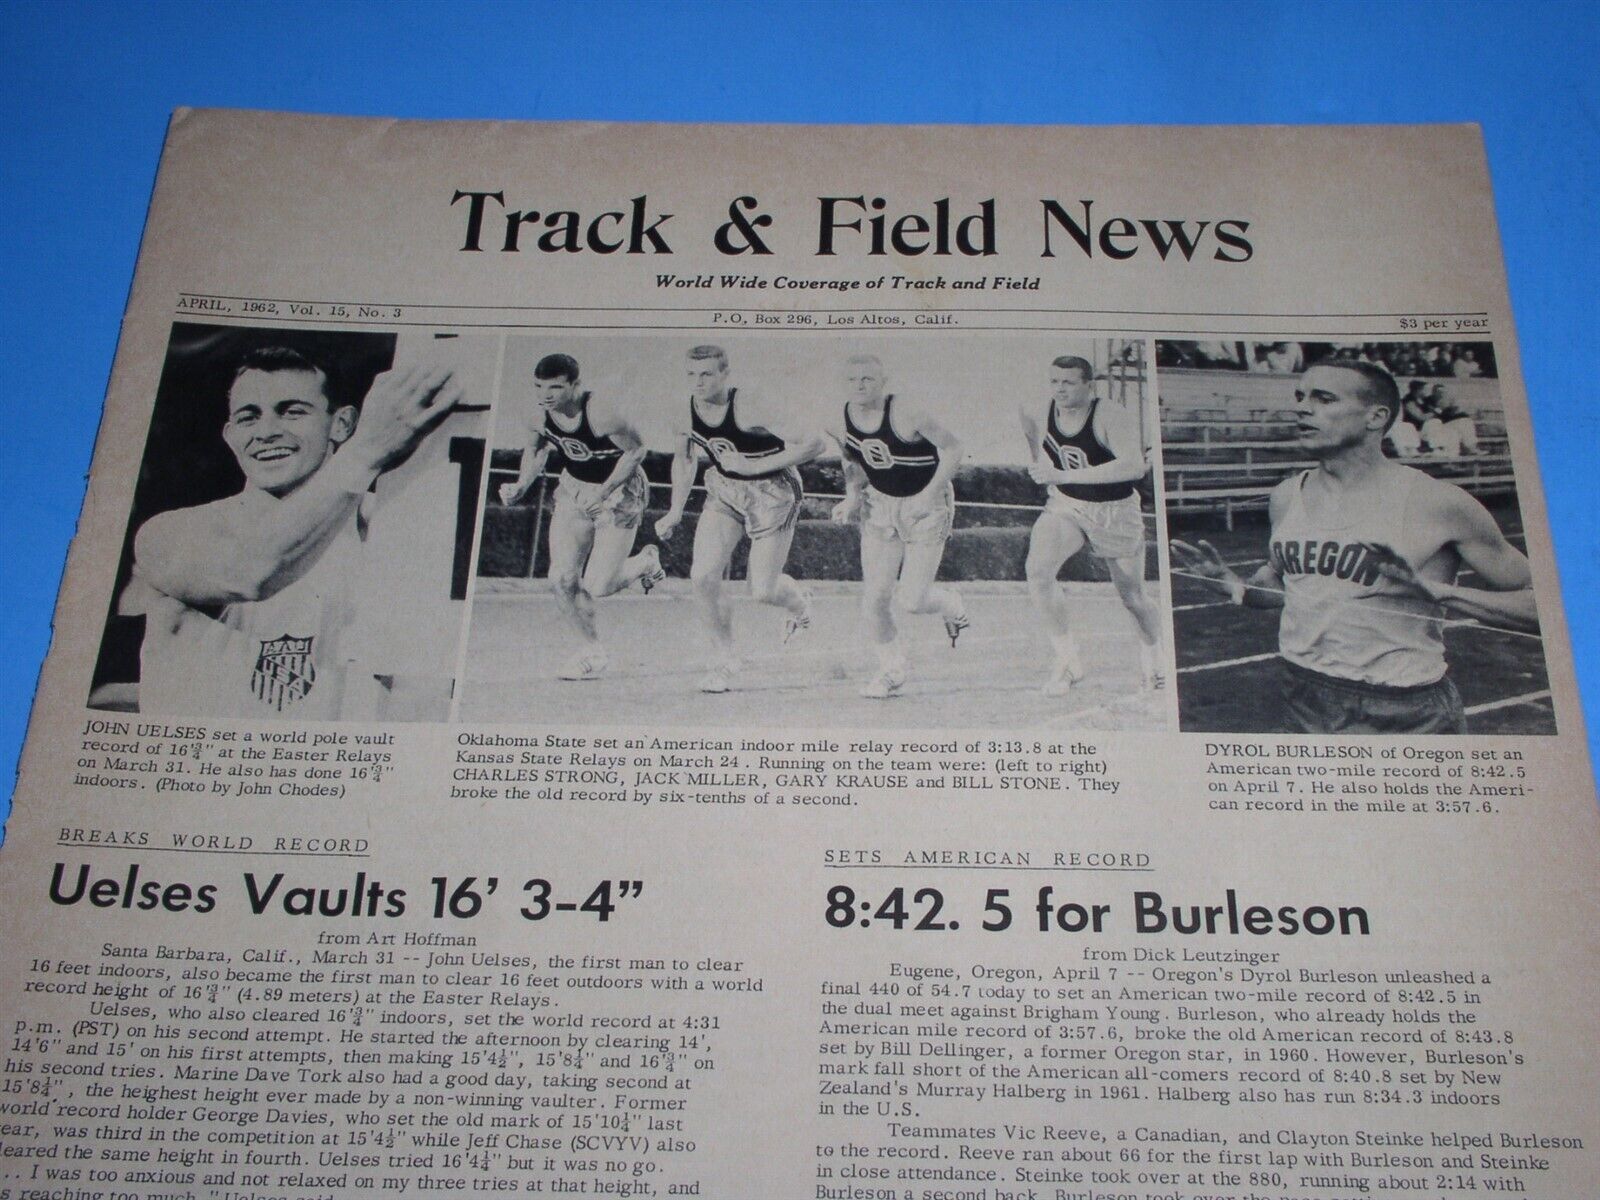 Track & Field News
World Wide Coverage of Track and Field
APRIL, 1962, Vol. 15, No. 3
P.O. Box 296, Los Altos, Calif.
$3 per year
AAU
USA
OREGON
JOHN UELSES set a world pole vault
record of 16'¾" at the Easter Relays
on March 31. He also has done 16'¾"
indoors. (Photo by John Chodes)
Oklahoma State set an American indoor mile relay record of 3:13.8 at the
Kansas State Relays on March 24. Running on the team were: (left to right)
CHARLES STRONG, JACK MILLER, GARY KRAUSE and BILL STONE. They
broke the old record by six-tenths of a second.
DYROL BURLESON of Oregon set an
American two-mile record of 8:42.5
on April 7. He also holds the Ameri-
can record in the mile at 3:57.6.
BREAKS WORLD RECORD
Uelses Vaults 16' 3-4"
from Art Hoffman
Santa Barbara, Calif., March 31 -- John Uelses, the first man to clear
16 feet indoors, also became the first man to clear 16 feet outdoors with a world
record height of 16'¾" (4.89 meters) at the Easter Relays.
Uelses, who also cleared 16'¾" indoors, set the world record at 4:31
p.m. (PST) on his second attempt. He started the afternoon by clearing 14',
14'6" and 15' on his first attempts, then making 15'4½", 15'8¼" and 16'¾" on
his second tries. Marine Dave Tork also had a good day, taking second at
15'8¼", the heighest height ever made by a non-winning vaulter. Former
world record holder George Davies, who set the old mark of 15'10¼" last
ear, was third in the competition at 15'4½" while Jeff Chase (SCVYV) also
leared the same height in fourth. Uelses tried 16'4¼" but it was no go.
.. I was too anxious and not relaxed on my three tries at that height, and
s reaching too much," Uelses said.
SETS AMERICAN RECORD
8:42. 5 for Burleson
from Dick Leutzinger
Eugene, Oregon, April 7 -- Oregon's Dyrol Burleson unleashed a
final 440 of 54.7 today to set an American two-mile record of 8:42.5 in
the dual meet against Brigham Young. Burleson, who already holds the
American mile record of 3:57.6, broke the old American record of 8:43.8
set by Bill Dellinger, a former Oregon star, in 1960. However, Burleson's
mark fall short of the American all-comers record of 8:40.8 set by New
Zealand's Murray Halberg in 1961. Halberg also has run 8:34.3 indoors
in the U.S.
Teammates Vic Reeve, a Canadian, and Clayton Steinke helped Burleson
to the record. Reeve ran about 66 for the first lap with Burleson and Steinke
in close attendance. Steinke took over at the 880, running about 2:14 with
Burleson a second back. Burleson took over the